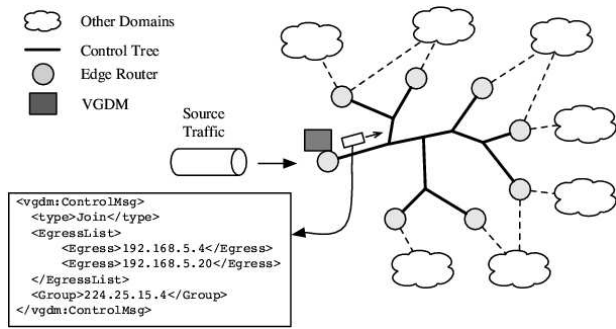 Other Domains
Control Tree
Edge Router
VGDM
Source
Traffic
<vgdm:ControlMsg>
<type>Join</type>
<EgressList>
<Egress>192.168.5.4</Egress>
<Egress>192.168.5.20</Egress>
</EgressList>
<Group>224.25.15.4</Group>
</vgdm:ControlMsg>